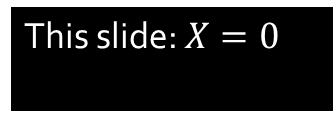 This slide: X = 0